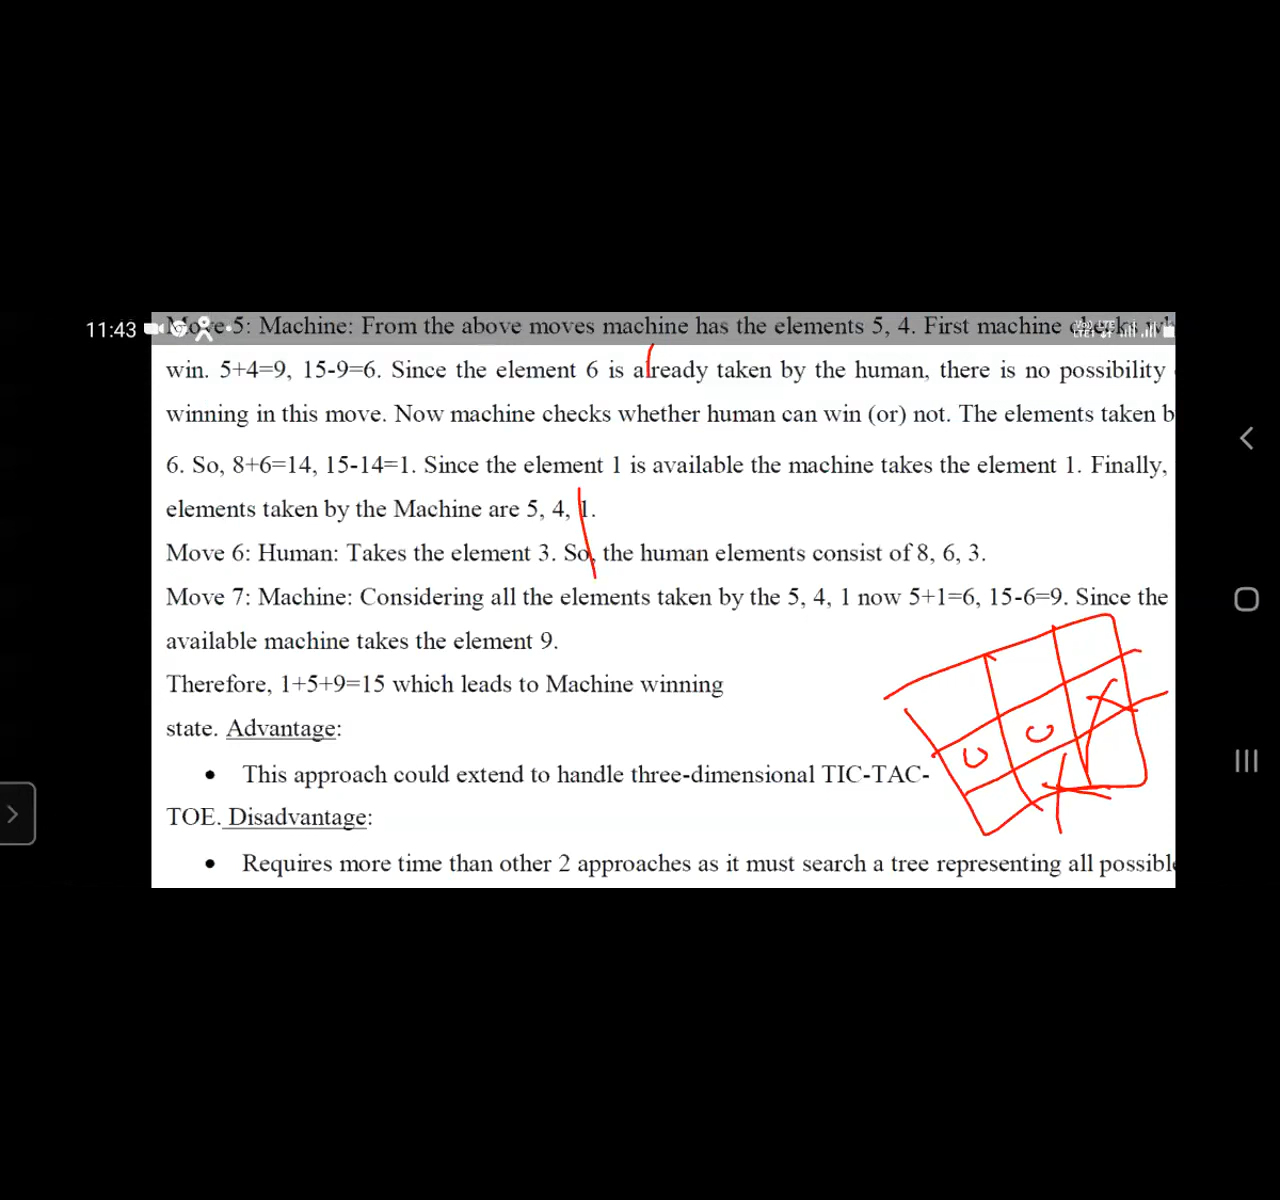 11:43
Move 5: Machine: From the above moves machine has the elements 5, 4. First machine checks
win. 5+4=9, 15-9=6. Since the element 6 is already taken by the human, there is no possibility
winning in this move. Now machine checks whether human can win (or) not. The elements taken b
6. So, 8+6=14, 15-14=1. Since the element 1 is available the machine takes the element 1. Finally,
elements taken by the Machine are 5, 4, 1.
Move 6: Human: Takes the element 3. So, the human elements consist of 8, 6, 3.
Move 7: Machine: Considering all the elements taken by the 5, 4, 1 now 5+1=6, 15-6=9. Since the
available machine takes the element 9.
Therefore, 1+5+9=15 which leads to Machine winning
state. Advantage:
• This approach could extend to handle three-dimensional TIC-TAC-
TOE. Disadvantage:
• Requires more time than other 2 approaches as it must search a tree representing all possible